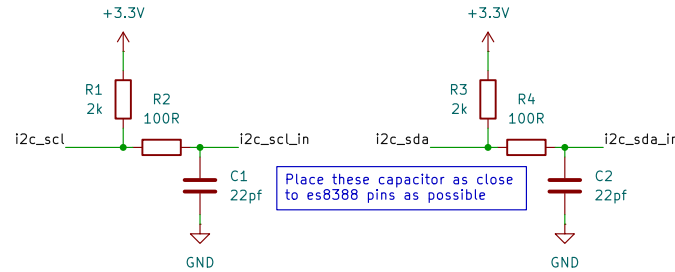 +3.3V
R1
2k
R2
100R
i2c_scl
i2c_scl_in
C1
22pf
GND
Place these capacitor as close
to es8388 pins as possible
+3.3V
R3
2k
R4
100R
i2c_sda
i2c_sda_in
C2
22pf
GND